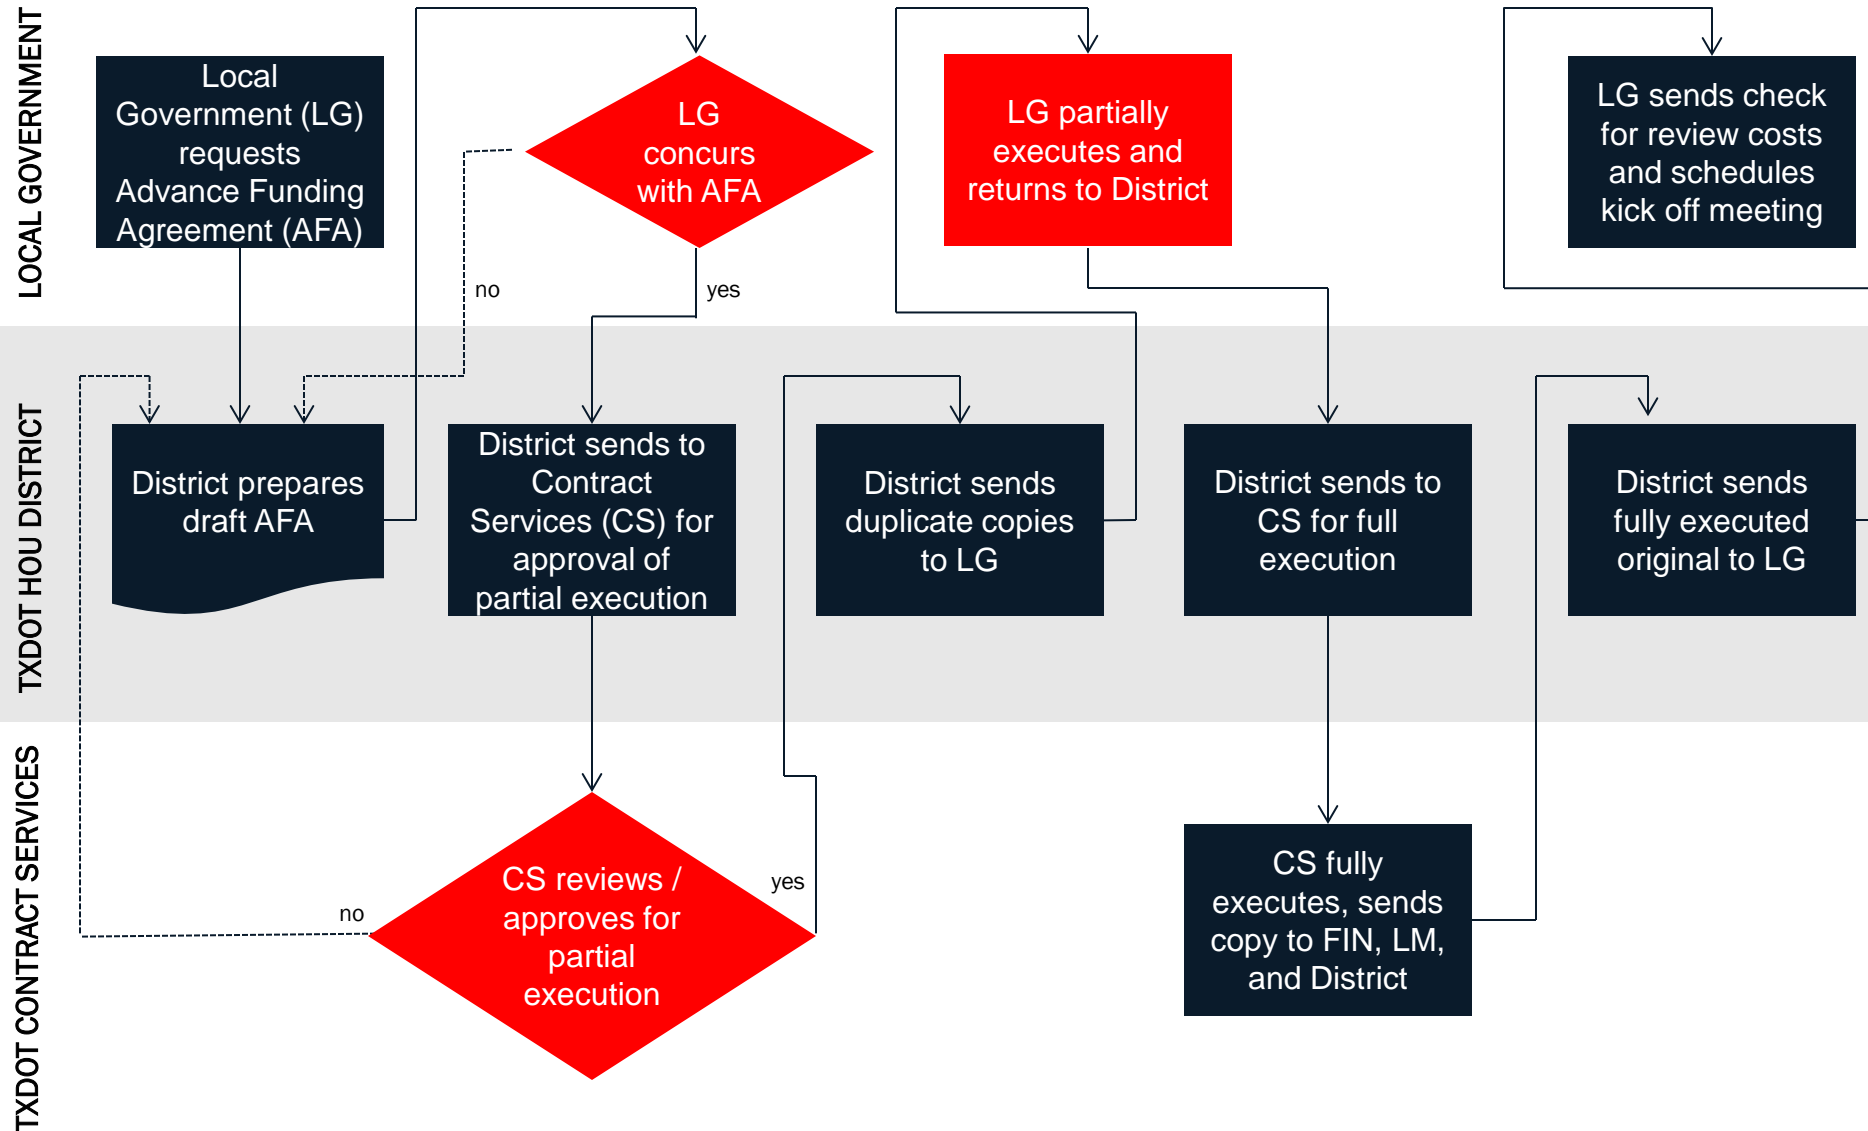 LOCAL GOVERNMENT
Local
Government (LG)
requests
Advance Funding
Agreement (AFA)
LG
concurs
with AFA
no
yes
LG partially
executes and
returns to District
LG sends check
for review costs
and schedules
kick off meeting
TXDOT HOU DISTRICT
District prepares
draft AFA
District sends to
Contract
Services (CS) for
approval of
partial execution
District sends
duplicate copies
to LG
District sends to
CS for full
execution
District sends
fully executed
original to LG
TXDOT CONTRACT SERVICES
no
CS reviews /
approves for
partial
execution
yes
CS fully
executes, sends
copy to FIN, LM,
and District